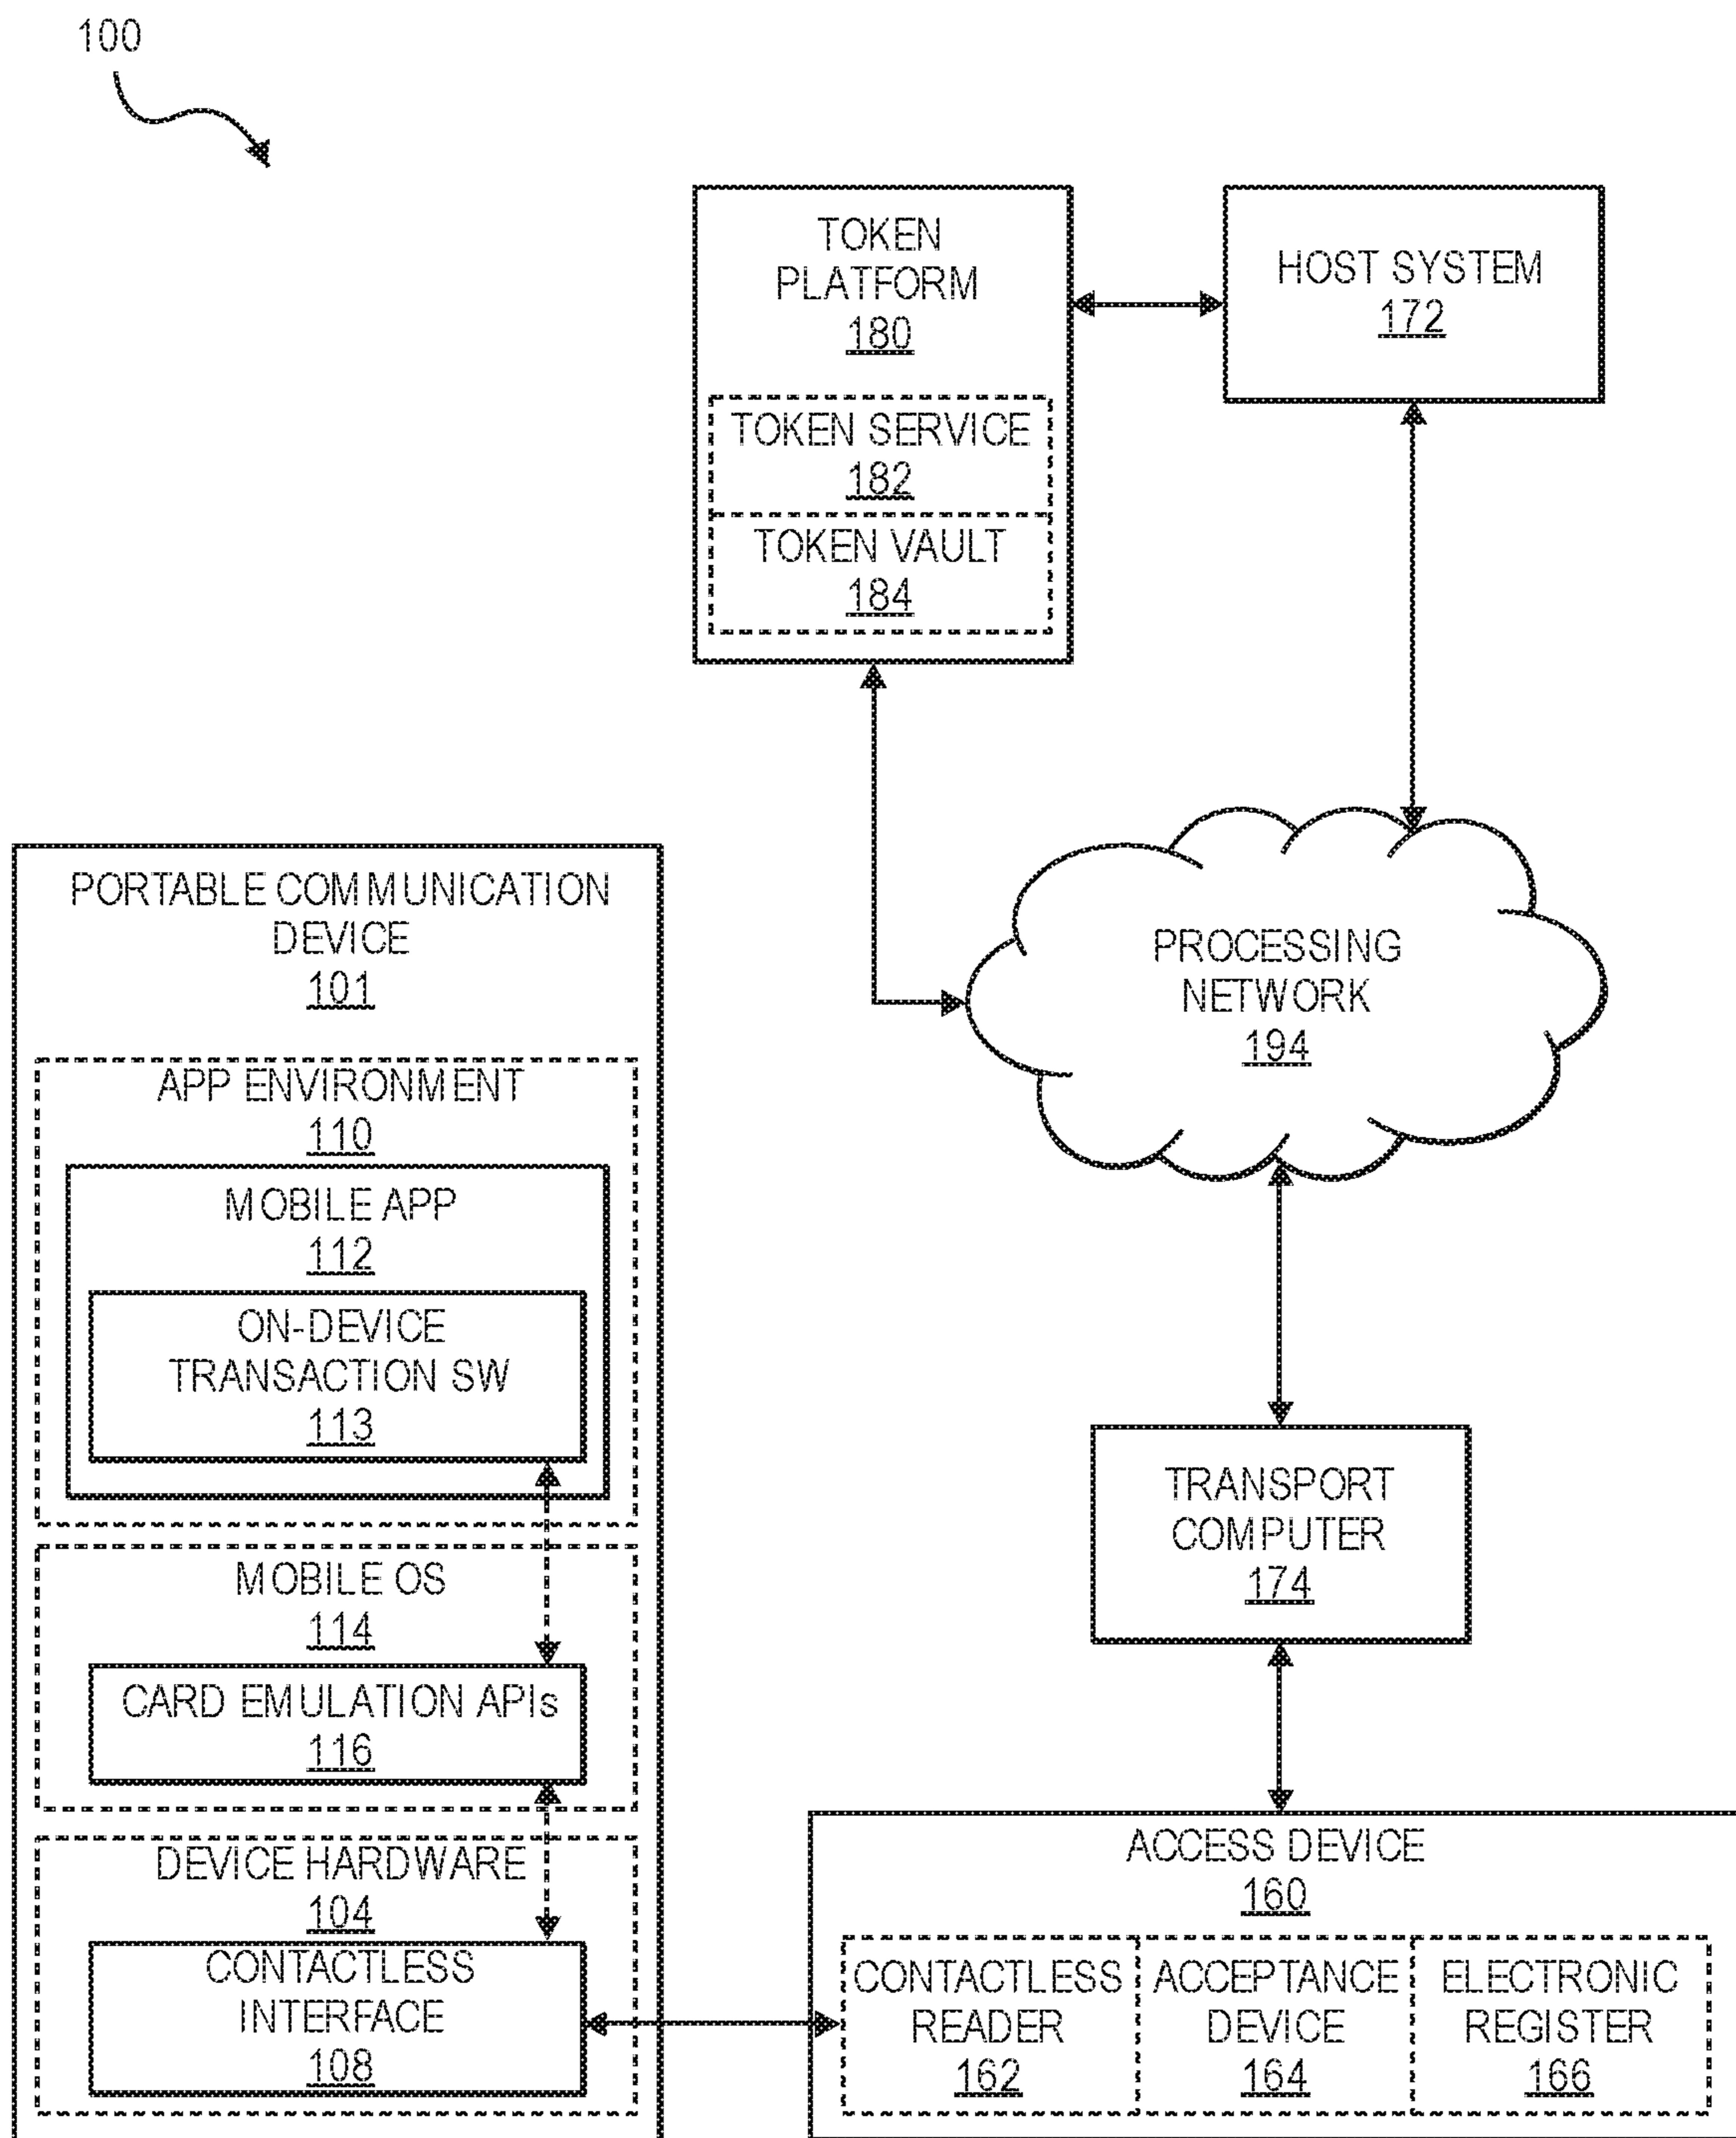 100
TOKEN
PLATFORM
180
TOKEN SERVICE
182
TOKEN VAULT
184
HOST SYSTEM
172
PROCESSING
NETWORK
194
PORTABLE COMMUNICATION
DEVICE
101
APP ENVIRONMENT
110
MOBILE APP
112
ON-DEVICE
TRANSACTION SW
113
MOBILE OS
114
CARD EMULATION APIs
116
DEVICE HARDWARE
104
CONTACTLESS
INTERFACE
108
TRANSPORT
COMPUTER
174
ACCESS DEVICE
160
CONTACTLESS
READER
162
ACCEPTANCE
DEVICE
164
ELECTRONIC
REGISTER
166